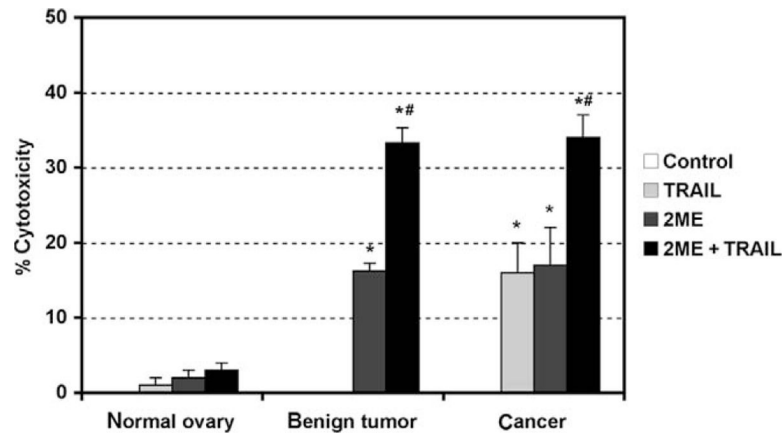 50
40
30
20
10
0
% Cytotoxicity
*#
*
*
*
*#
Normal ovary
Benign tumor
Cancer
Control
TRAIL
2ME
2ME + TRAIL